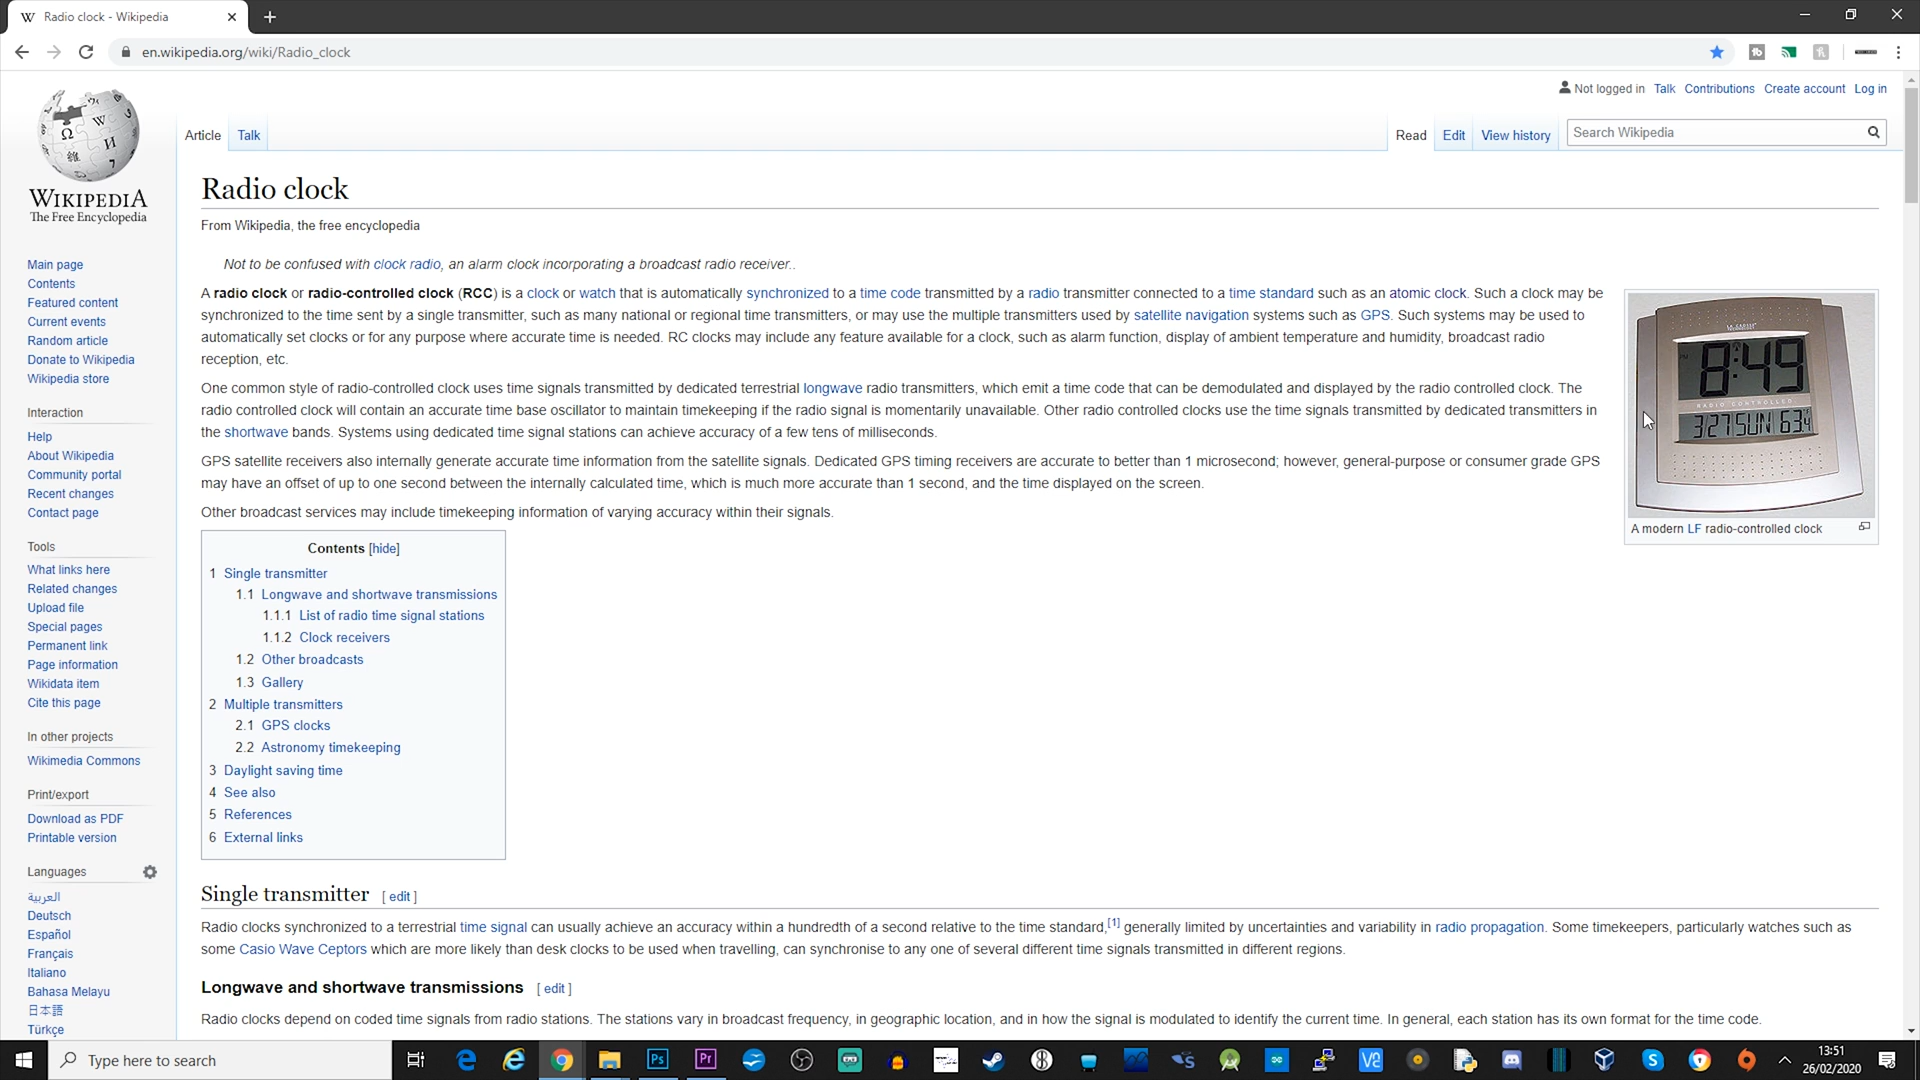 Radio clock - Wikipedia
en.wikipedia.org/wiki/Radio_clock
Not logged in Talk Contributions Create account Log in
Article Talk Read Edit View history Search Wikipedia
WIKIPEDIA
The Free Encyclopedia
Main page
Contents
Featured content
Current events
Random article
Donate to Wikipedia
Wikipedia store
Interaction
Help
About Wikipedia
Community portal
Recent changes
Contact page
Tools
What links here
Related changes
Upload file
Special pages
Permanent link
Page information
Wikidata item
Cite this page
In other projects
Wikimedia Commons
Print/export
Download as PDF
Printable version
Languages
العربية
Deutsch
Español
Français
Italiano
Bahasa Melayu
日本語
Türkçe
Radio clock
From Wikipedia, the free encyclopedia
Not to be confused with clock radio, an alarm clock incorporating a broadcast radio receiver..
A radio clock or radio-controlled clock (RCC) is a clock or watch that is automatically synchronized to a time code transmitted by a radio transmitter connected to a time standard such as an atomic clock. Such a clock may be
synchronized to the time sent by a single transmitter, such as many national or regional time transmitters, or may use the multiple transmitters used by satellite navigation systems such as GPS. Such systems may be used to
automatically set clocks or for any purpose where accurate time is needed. RC clocks may include any feature available for a clock, such as alarm function, display of ambient temperature and humidity, broadcast radio
reception, etc.
One common style of radio-controlled clock uses time signals transmitted by dedicated terrestrial longwave radio transmitters, which emit a time code that can be demodulated and displayed by the radio controlled clock. The
radio controlled clock will contain an accurate time base oscillator to maintain timekeeping if the radio signal is momentarily unavailable. Other radio controlled clocks use the time signals transmitted by dedicated transmitters in
the shortwave bands. Systems using dedicated time signal stations can achieve accuracy of a few tens of milliseconds.
GPS satellite receivers also internally generate accurate time information from the satellite signals. Dedicated GPS timing receivers are accurate to better than 1 microsecond; however, general-purpose or consumer grade GPS
may have an offset of up to one second between the internally calculated time, which is much more accurate than 1 second, and the time displayed on the screen.
Other broadcast services may include timekeeping information of varying accuracy within their signals.
8:49
RADIO CONTROLLED
3/27 SUN 63.4
A modern LF radio-controlled clock
Contents [hide]
1 Single transmitter
1.1 Longwave and shortwave transmissions
1.1.1 List of radio time signal stations
1.1.2 Clock receivers
1.2 Other broadcasts
1.3 Gallery
2 Multiple transmitters
2.1 GPS clocks
2.2 Astronomy timekeeping
3 Daylight saving time
4 See also
5 References
6 External links
Single transmitter [ edit ]
Radio clocks synchronized to a terrestrial time signal can usually achieve an accuracy within a hundredth of a second relative to the time standard,[1] generally limited by uncertainties and variability in radio propagation. Some timekeepers, particularly watches such as
some Casio Wave Ceptors which are more likely than desk clocks to be used when travelling, can synchronise to any one of several different time signals transmitted in different regions.
Longwave and shortwave transmissions [ edit ]
Radio clocks depend on coded time signals from radio stations. The stations vary in broadcast frequency, in geographic location, and in how the signal is modulated to identify the current time. In general, each station has its own format for the time code.
Type here to search
Ps
Pr
13:51
26/02/2020